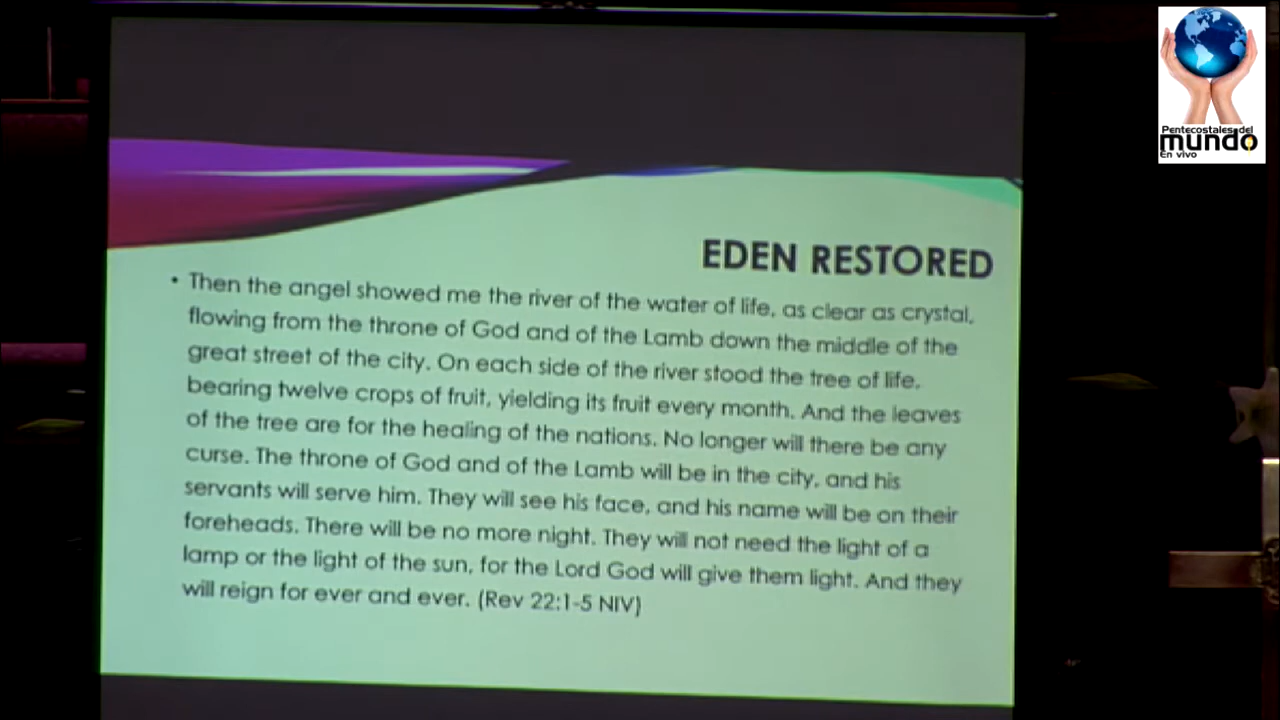 Pentecostales del
mundo
En vivo
EDEN RESTORED
• Then the angel showed me the river of the water of life, as clear as crystal,
flowing from the throne of God and of the Lamb down the middle of the
great street of the city. On each side of the river stood the tree of life,
bearing twelve crops of fruit, yielding its fruit every month. And the leaves
of the tree are for the healing of the nations. No longer will there be any
curse. The throne of God and of the Lamb will be in the city, and his
servants will serve him. They will see his face, and his name will be on their
foreheads. There will be no more night. They will not need the light of a
lamp or the light of the sun, for the Lord God will give them light. And they
will reign for ever and ever. (Rev 22:1-5 NIV)